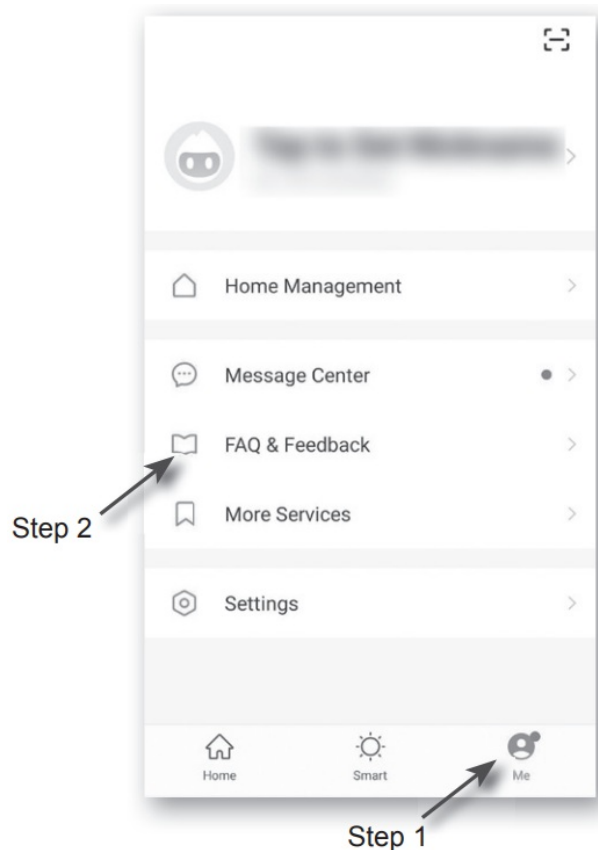 Home Management
Message Center
FAQ & Feedback
Step 2
More Services
Settings
Home
Smart
Me
Step 1